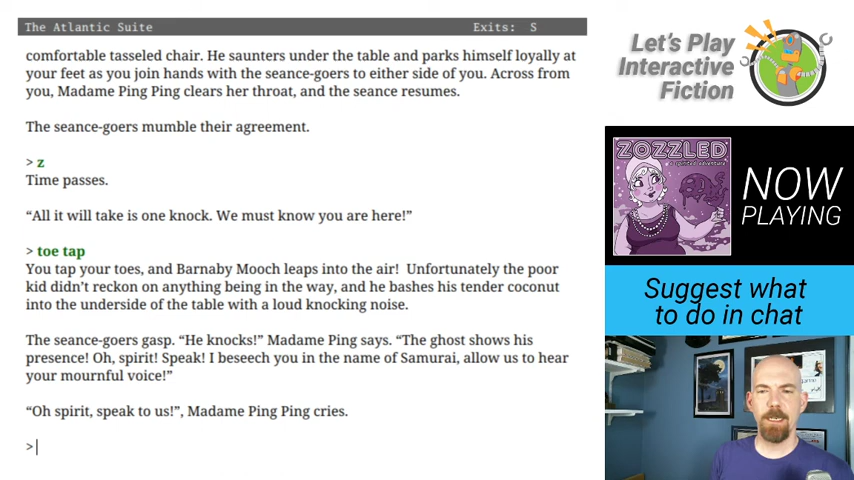 The Atlantic Suite Exits: S
comfortable tasseled chair. He saunters under the table and parks himself loyally at
your feet as you join hands with the seance-goers to either side of you. Across from
you, Madame Ping Ping clears her throat, and the seance resumes.
The seance-goers mumble their agreement.
> z
Time passes.
“All it will take is one knock. We must know you are here!”
> toe tap
You tap your toes, and Barnaby Mooch leaps into the air!  Unfortunately the poor
kid didn’t reckon on anything being in the way, and he bashes his tender coconut
into the underside of the table with a loud knocking noise.
The seance-goers gasp. “He knocks!” Madame Ping says. “The ghost shows his
presence! Oh, spirit! Speak! I beseech you in the name of Samurai, allow us to hear
your mournful voice!”
“Oh spirit, speak to us!”, Madame Ping Ping cries.
>
Let’s Play
Interactive
Fiction
ZOZZLED
a spirited adventure
NOW
PLAYING
Suggest what
to do in chat